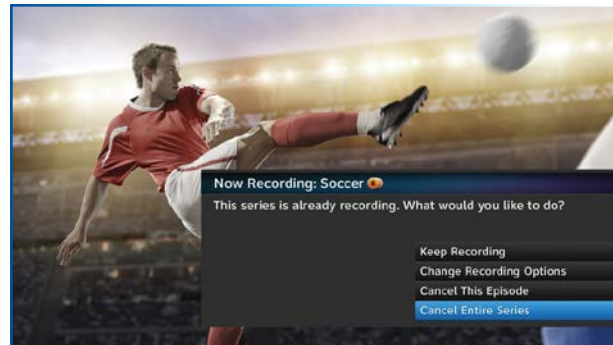 Now Recording: Soccer
This series is already recording. What would you like to do?
Keep Recording
Change Recording Options
Cancel This Episode
Cancel Entire Series